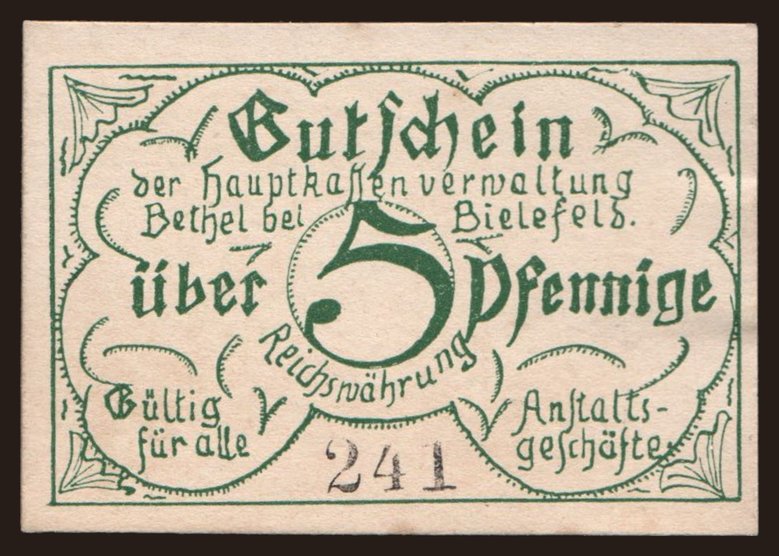 Gutſchein
der Hauptkaſſenverwaltung
Bethel bei Bielefeld.
über 5 Pfennige
Reichswährung
Gültig für alle Anſtalts-
geſchäfte.
241